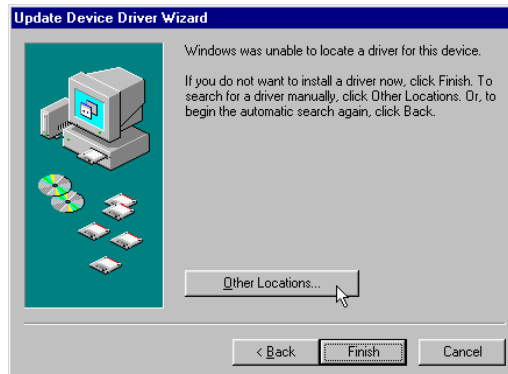 Update Device Driver Wizard
Windows was unable to locate a driver for this device.
If you do not want to install a driver now, click Finish. To
search for a driver manually, click Other Locations. Or, to
begin the automatic search again, click Back.
Other Locations...
< Back
Finish
Cancel